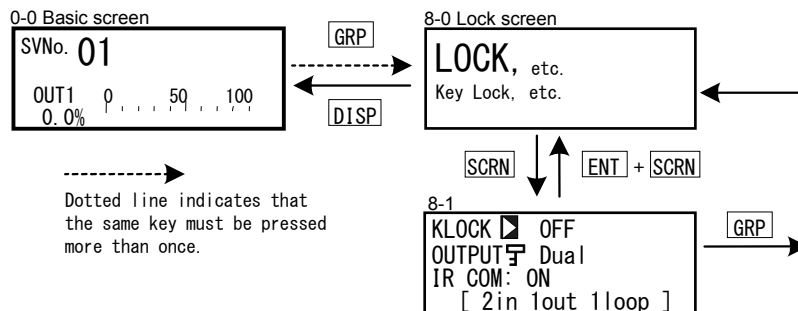 0-0 Basic screen
SVNo. 01
OUT1 0 50 100
0.0%
GRP
DISP
8-0 Lock screen
LOCK, etc.
Key Lock, etc.
Dotted line indicates that
the same key must be pressed
more than once.
SCRN
ENT + SCRN
8-1
KLOCK OFF
OUTPUT Dual
IR COM: ON
[ 2in 1out 1loop ]
GRP